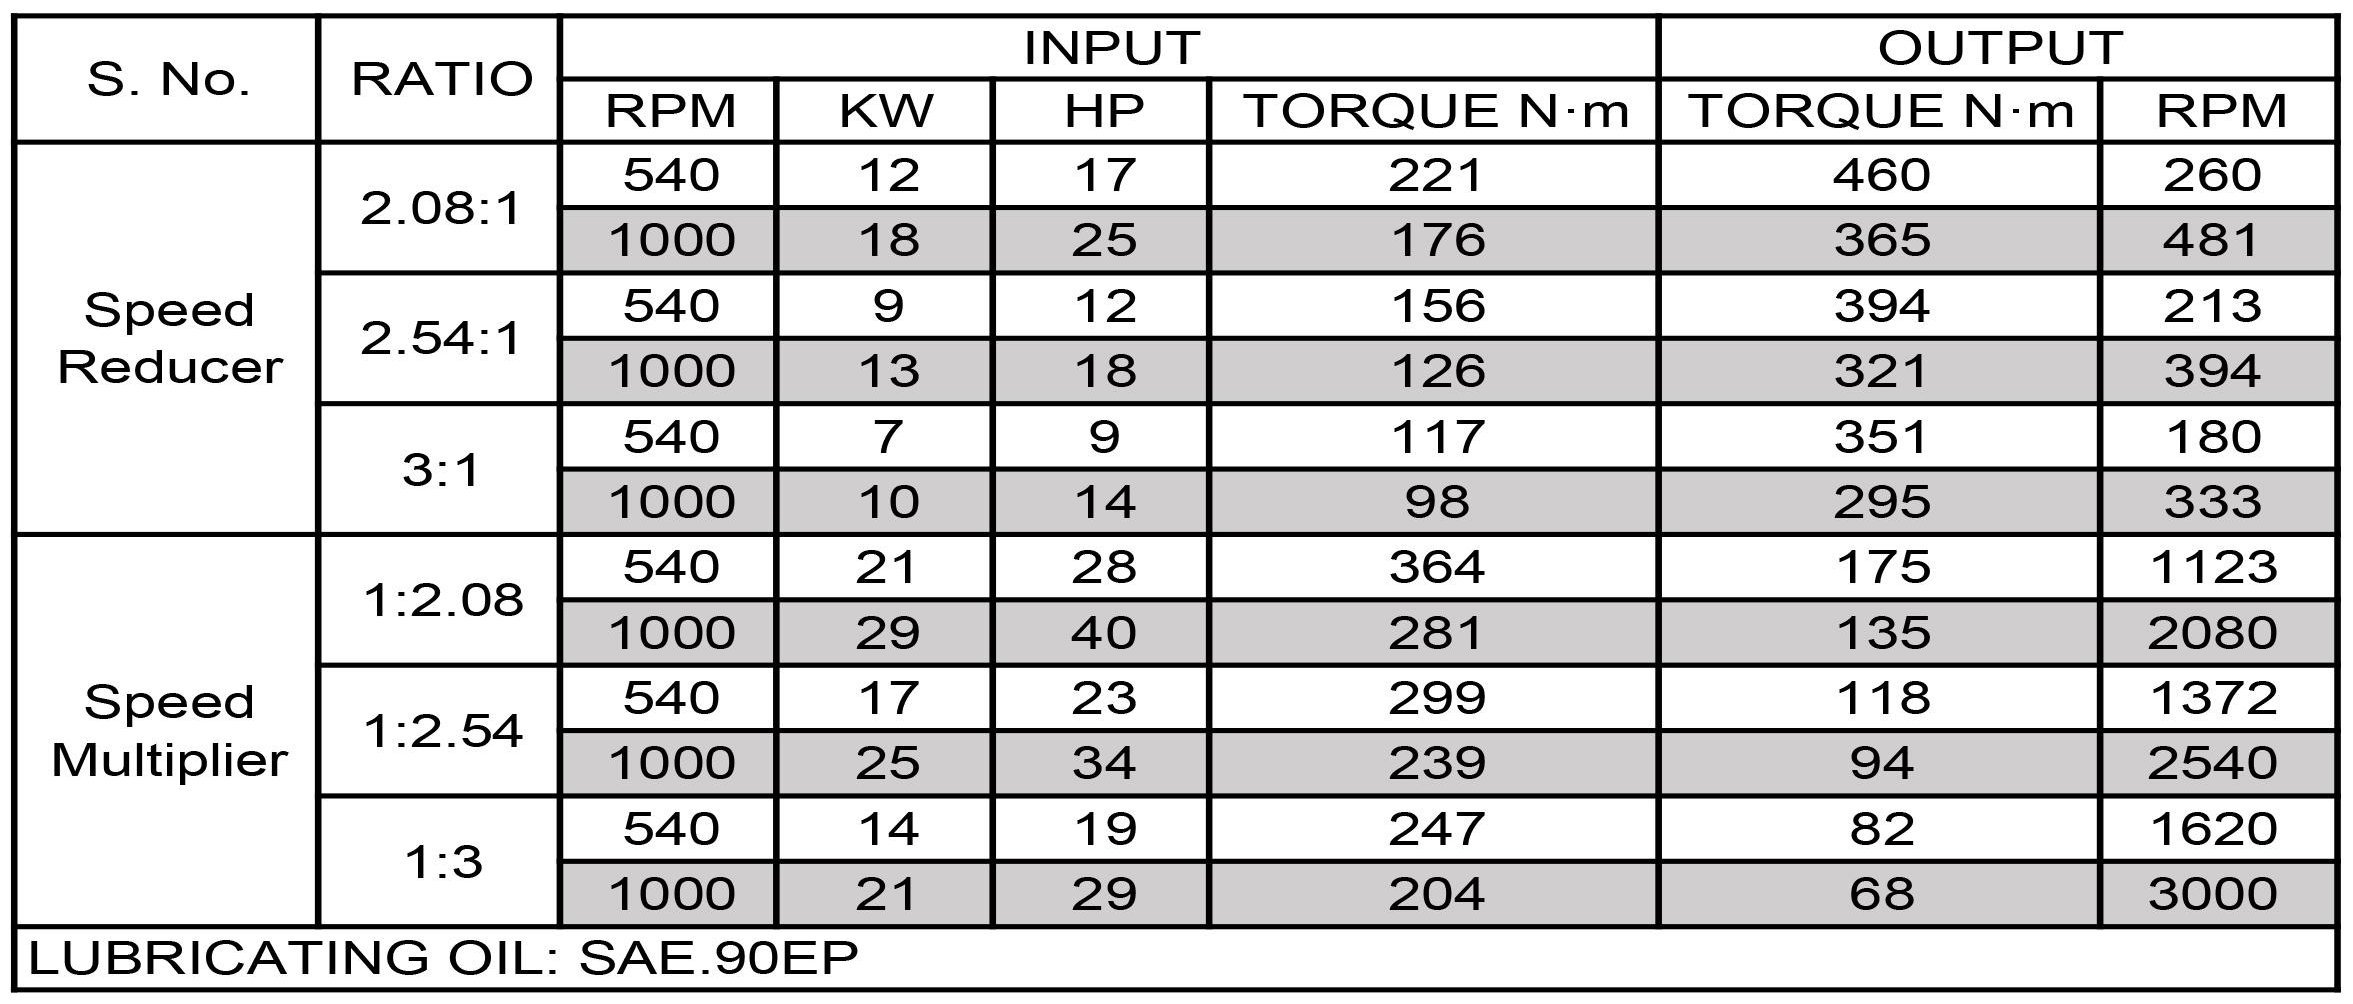 S. No. RATIO INPUT OUTPUT
RPM KW HP TORQUE N·m TORQUE N·m RPM
Speed Reducer
2.08:1 540 12 17 221 460 260
1000 18 25 176 365 481
2.54:1 540 9 12 156 394 213
1000 13 18 126 321 394
3:1 540 7 9 117 351 180
1000 10 14 98 295 333
Speed Multiplier
1:2.08 540 21 28 364 175 1123
1000 29 40 281 135 2080
1:2.54 540 17 23 299 118 1372
1000 25 34 239 94 2540
1:3 540 14 19 247 82 1620
1000 21 29 204 68 3000
LUBRICATING OIL: SAE.90EP